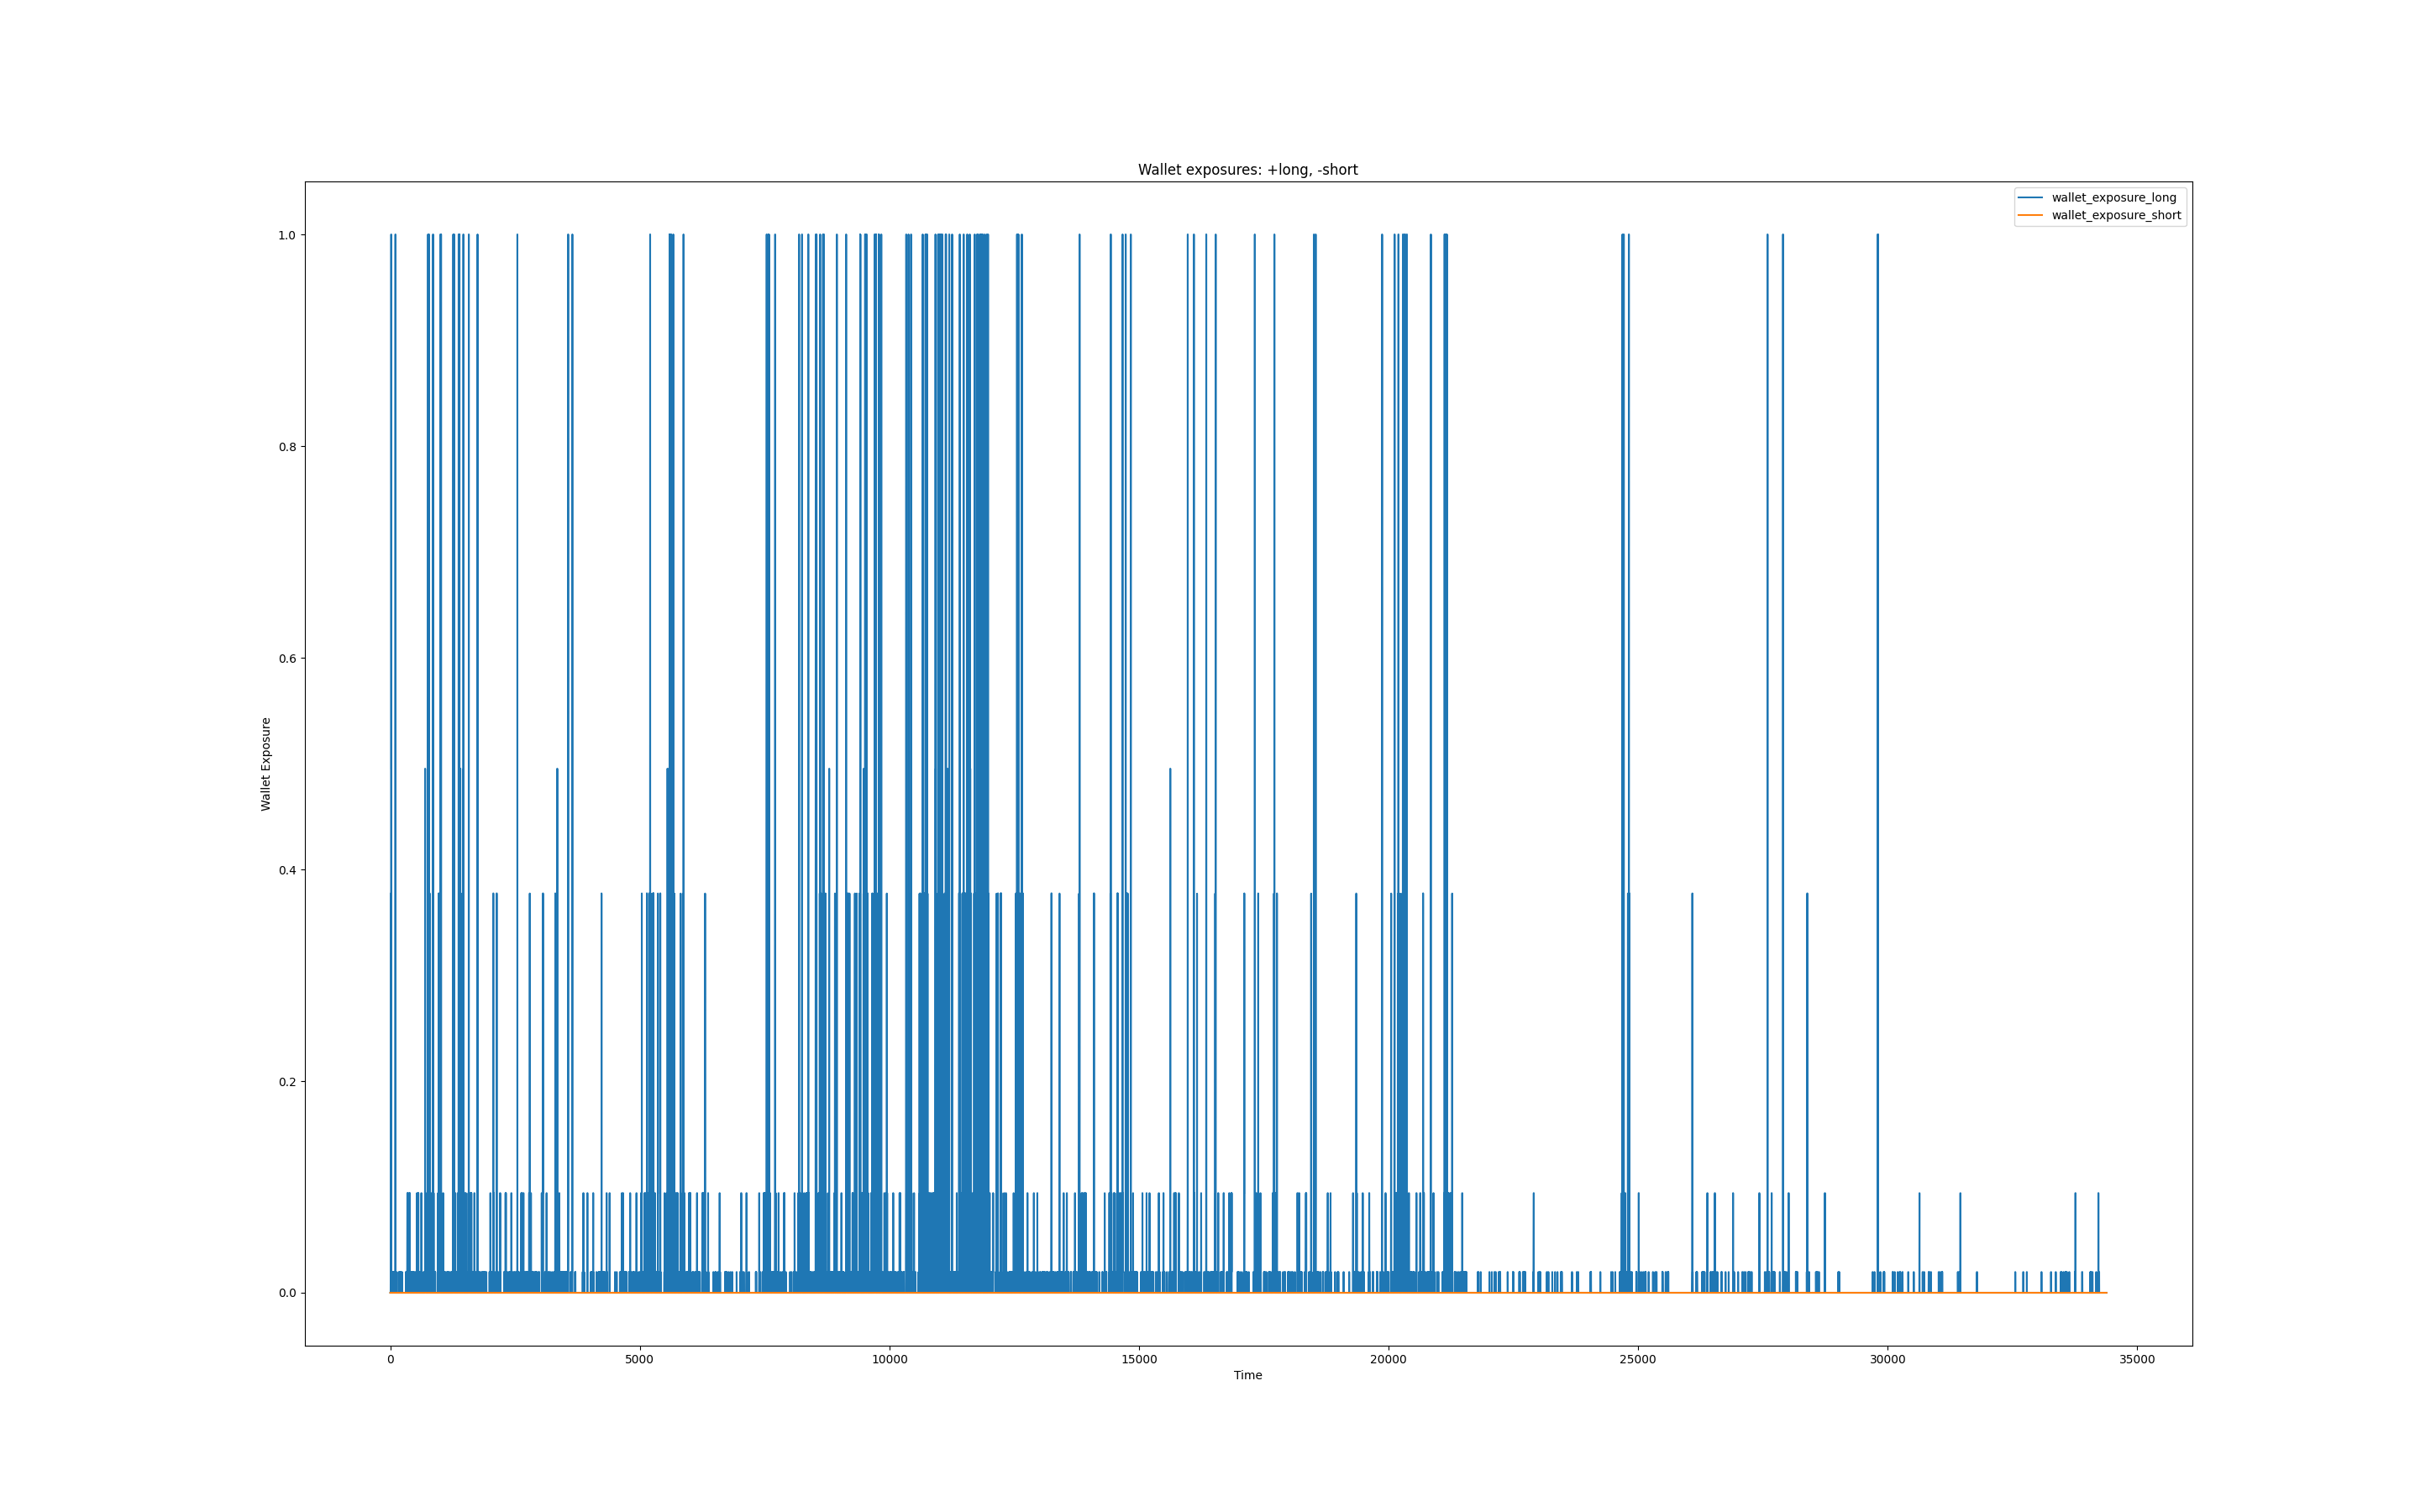 Wallet exposures: +long, -short
wallet_exposure_long
wallet_exposure_short
1.0
0.8
0.6
0.4
0.2
0.0
Wallet Exposure
0 5000 10000 15000 20000 25000 30000 35000
Time